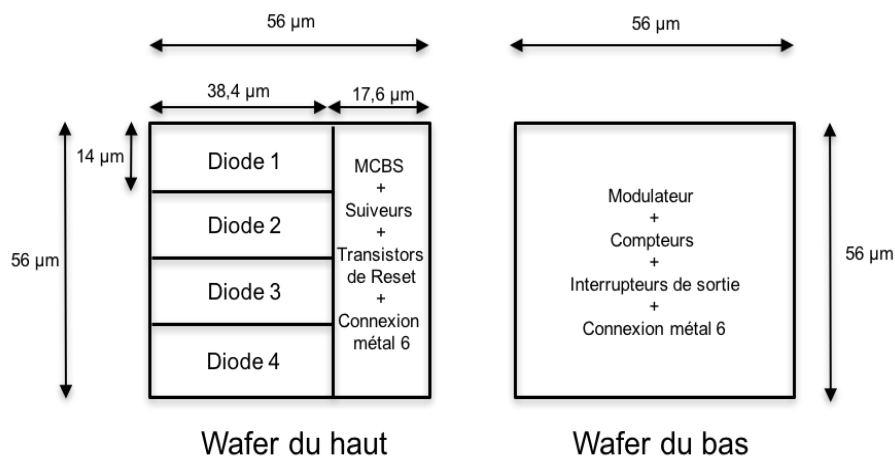 56 µm
56 µm
38,4 µm
17,6 µm
14 µm
Diode 1
Diode 2
Diode 3
Diode 4
56 µm
MCBS
+
Suiveurs
+
Transistors
de Reset
+
Connexion
métal 6
Modulateur
+
Compteurs
+
Interrupteurs de sortie
+
Connexion métal 6
56 µm
Wafer du haut
Wafer du bas